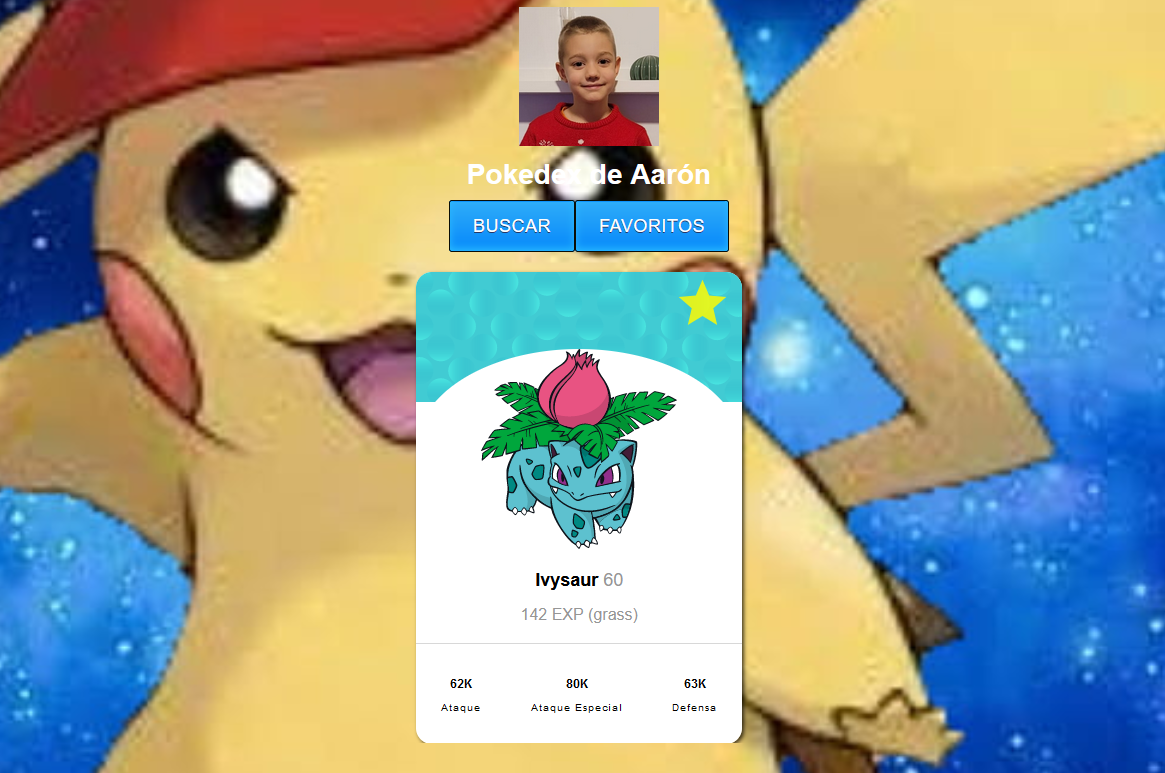 Pokedex de Aarón
BUSCAR FAVORITOS
Ivysaur 60
142 EXP (grass)
62K 80K 63K
Ataque Ataque Especial Defensa